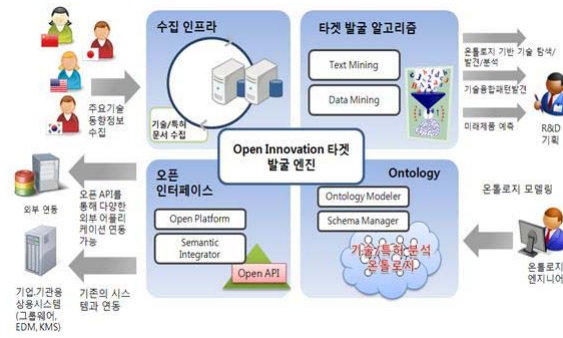 수집 인프라
타겟 발굴 알고리즘
Text Mining
Data Mining
주요기술
동향정보
수집
기술/특허
문서 수집
온톨로지 기반 기술 탐색/
발견/분석
기술융합패턴발견
미래제품 예측
R&D
기획
Open Innovation 타겟
발굴 엔진
오픈
인터페이스
Open Platform
Semantic
Integrator
Open API
Ontology
Ontology Modeler
Schema Manager
기술/특허 분석
온톨로지
외부 연동
오픈 API를
통해 다양한
외부 어플리
케이션 연동
가능
기업.기관용
상용시스템
(그룹웨어,
EDM, KMS)
기존의 시스
템과 연동
온톨로지 모델링
온톨로지
엔지니어